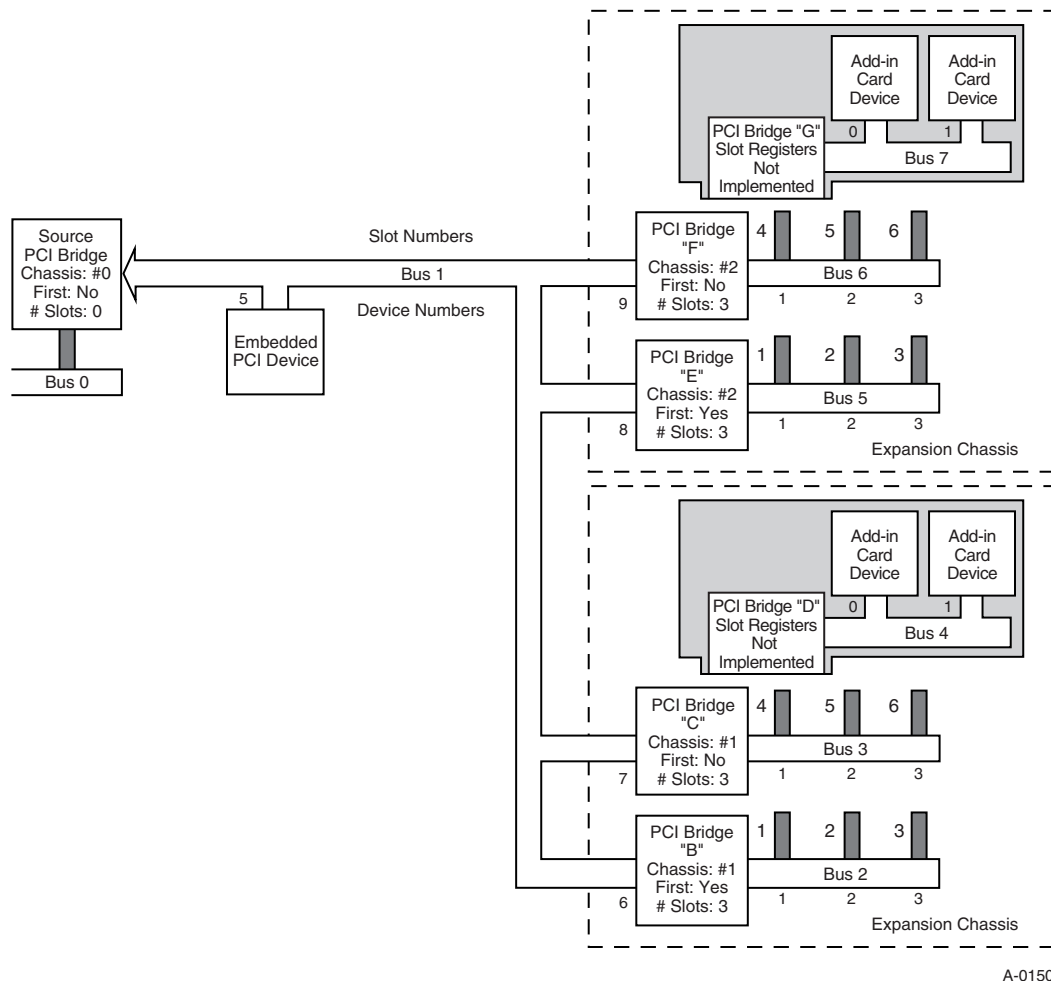 Add-in
Card
Device
Add-in
Card
Device
PCI Bridge "G"
Slot Registers
Not
Implemented
0
1
Bus 7
Source
PCI Bridge
Chassis: #0
First: No
# Slots: 0
Bus 0
Slot Numbers
Bus 1
Device Numbers
5
Embedded
PCI Device
PCI Bridge
"F"
Chassis: #2
First: No
# Slots: 3
9
4
5
6
Bus 6
1
2
3
PCI Bridge
"E"
Chassis: #2
First: Yes
# Slots: 3
8
1
2
3
Bus 5
1
2
3
Expansion Chassis
Add-in
Card
Device
Add-in
Card
Device
PCI Bridge "D"
Slot Registers
Not
Implemented
0
1
Bus 4
PCI Bridge
"C"
Chassis: #1
First: No
# Slots: 3
7
4
5
6
Bus 3
1
2
3
PCI Bridge
"B"
Chassis: #1
First: Yes
# Slots: 3
6
1
2
3
Bus 2
1
2
3
Expansion Chassis
A-0150